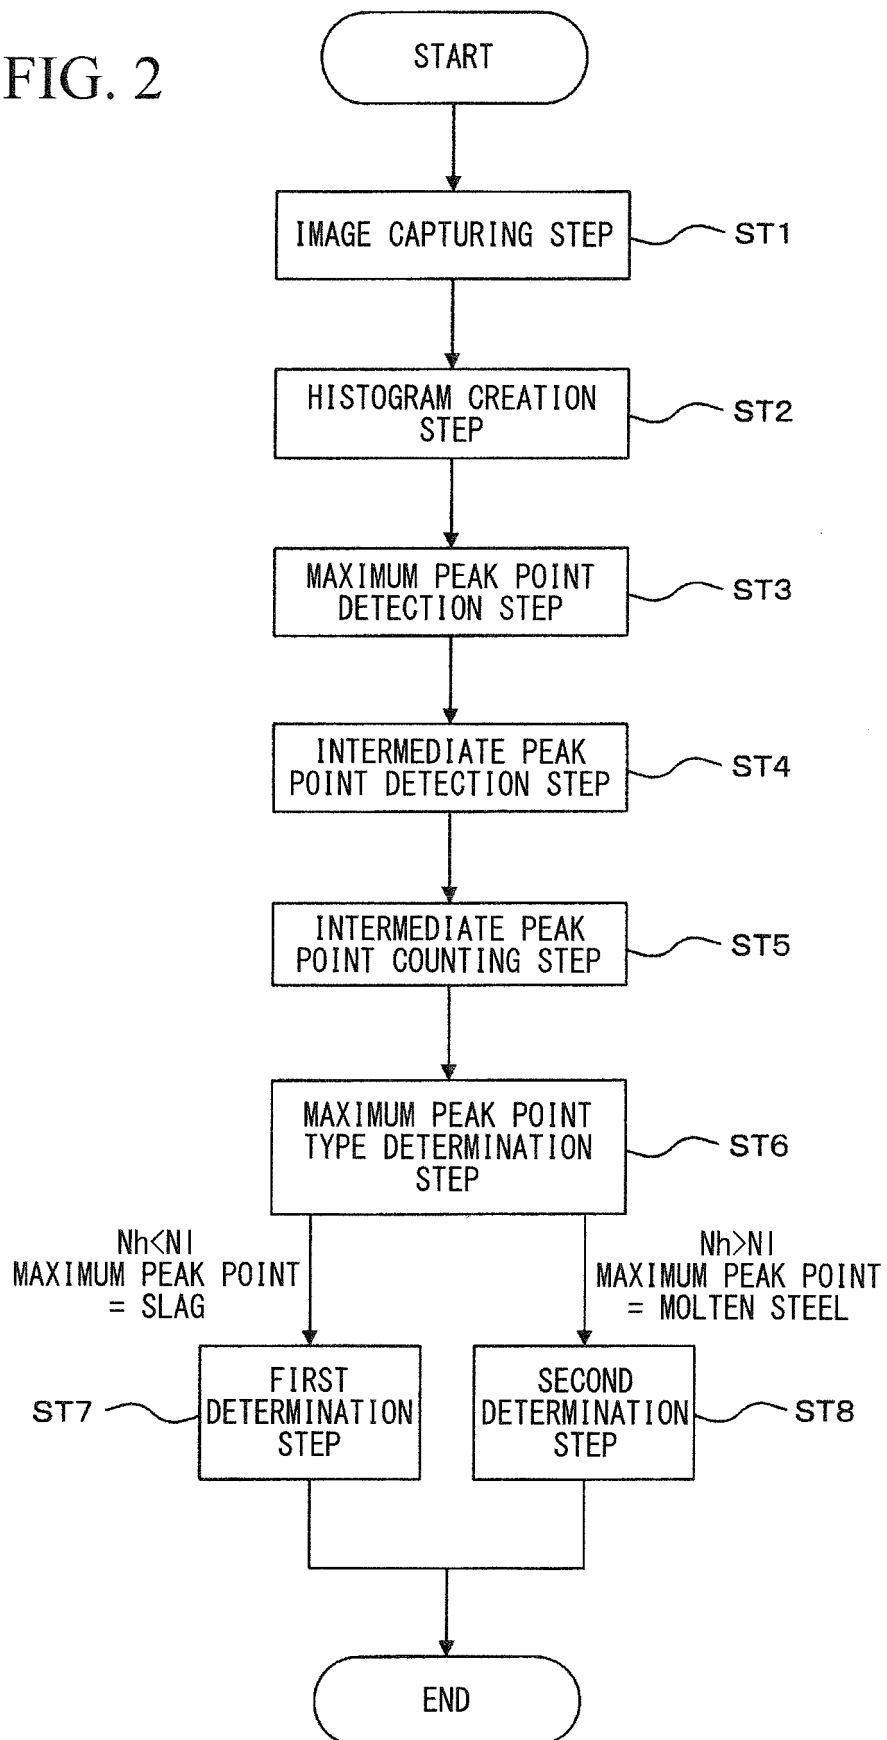 FIG. 2
START
IMAGE CAPTURING STEP
ST1
HISTOGRAM CREATION
STEP
ST2
MAXIMUM PEAK POINT
DETECTION STEP
ST3
INTERMEDIATE PEAK
POINT DETECTION STEP
ST4
INTERMEDIATE PEAK
POINT COUNTING STEP
ST5
MAXIMUM PEAK POINT
TYPE DETERMINATION
STEP
ST6
Nh<Nl
MAXIMUM PEAK POINT
= SLAG
Nh>Nl
MAXIMUM PEAK POINT
= MOLTEN STEEL
ST7
FIRST
DETERMINATION
STEP
SECOND
DETERMINATION
STEP
ST8
END